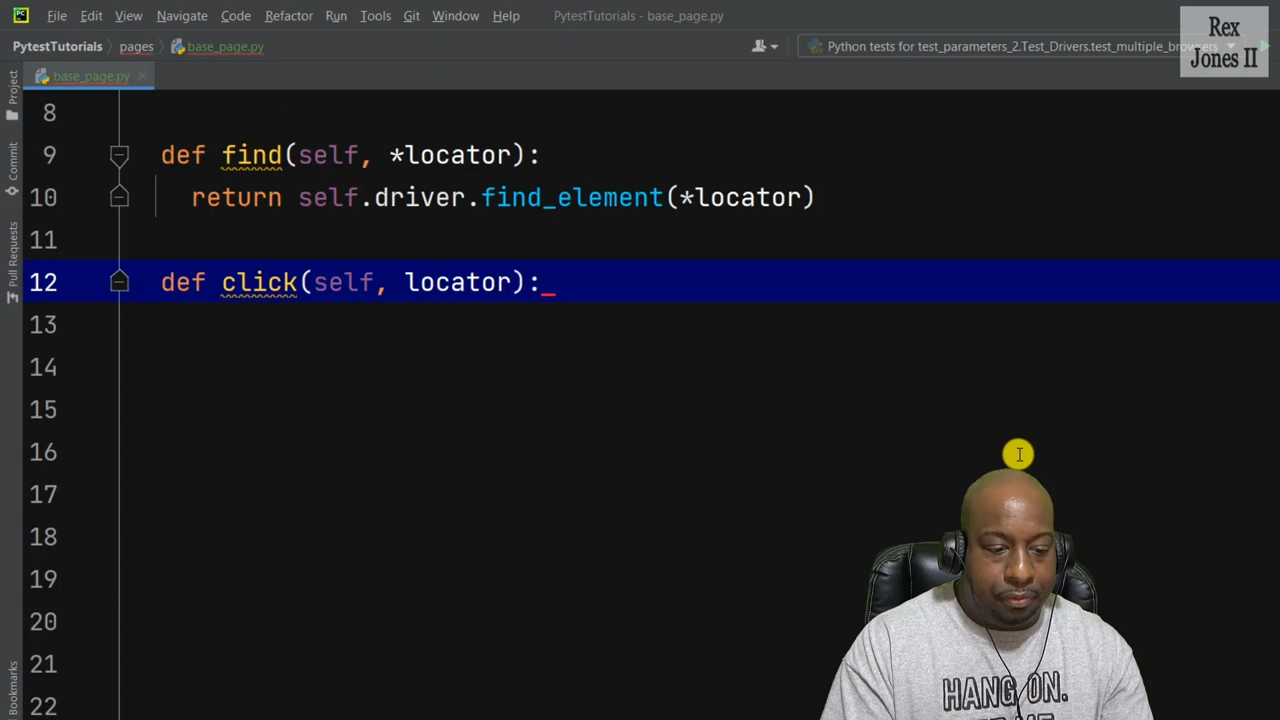 PC File Edit View Navigate Code Refactor Run Tools Git Window Help PytestTutorials - base_page.py
Rex
Jones II
PytestTutorials pages base_page.py Python tests for test_parameters_2.Test_Drivers.test_multiple_browsers
base_page.py
Project
Commit
Pull Requests
Bookmarks
8
9 def find(self, *locator):
10 return self.driver.find_element(*locator)
11
12 def click(self, locator):
13
14
15
16
17
18
19
20
21
22
HANG ON.